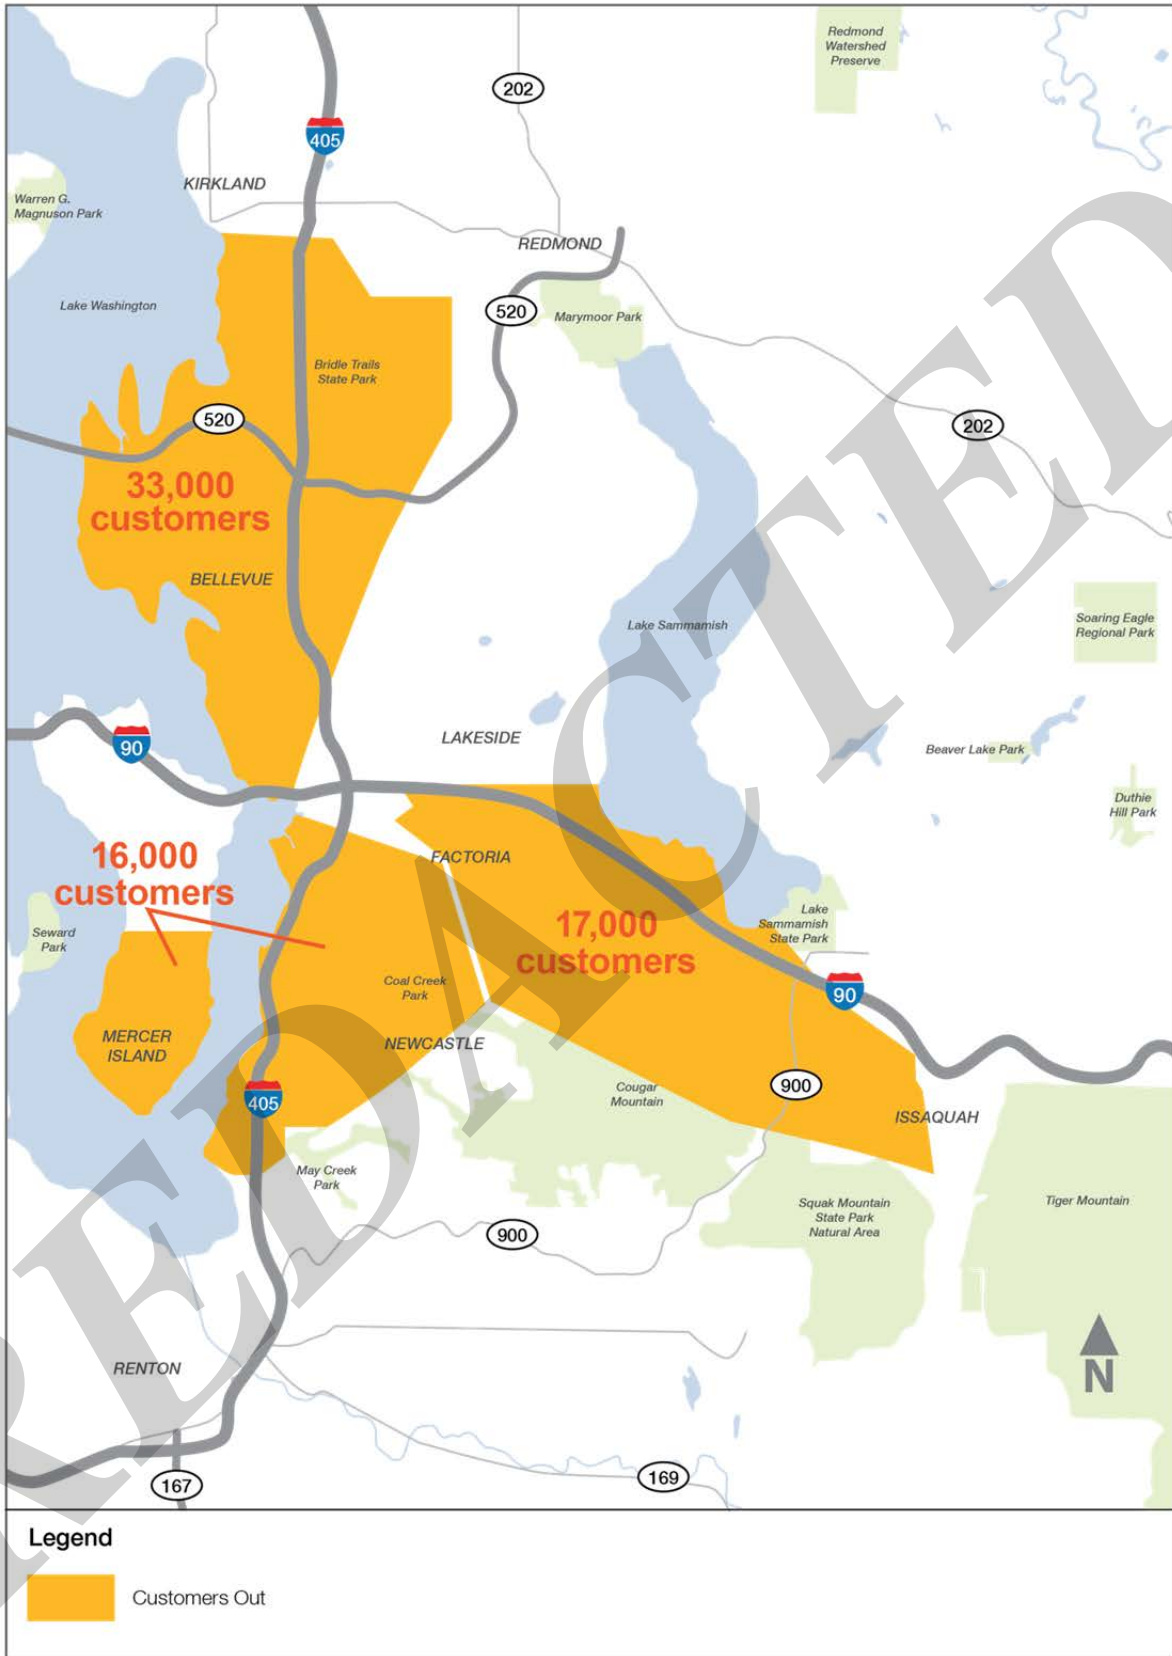 Redmond
Watershed
Preserve
202
405
KIRKLAND
Warren G.
Magnuson Park
REDMOND
Lake Washington
520
Marymoor Park
Bridle Trails
State Park
520
202
33,000
customers
BELLEVUE
Lake Sammamish
Soaring Eagle
Regional Park
LAKESIDE
90
Beaver Lake Park
Duthie
Hill Park
16,000
customers
FACTORIA
Seward
Park
17,000
customers
Lake
Sammamish
State Park
Coal Creek
Park
90
MERCER
ISLAND
NEWCASTLE
405
Cougar
Mountain
900
ISSAQUAH
May Creek
Park
Squak Mountain
State Park
Natural Area
Tiger Mountain
900
RENTON
N
167
169
REDACTED
Legend
Customers Out